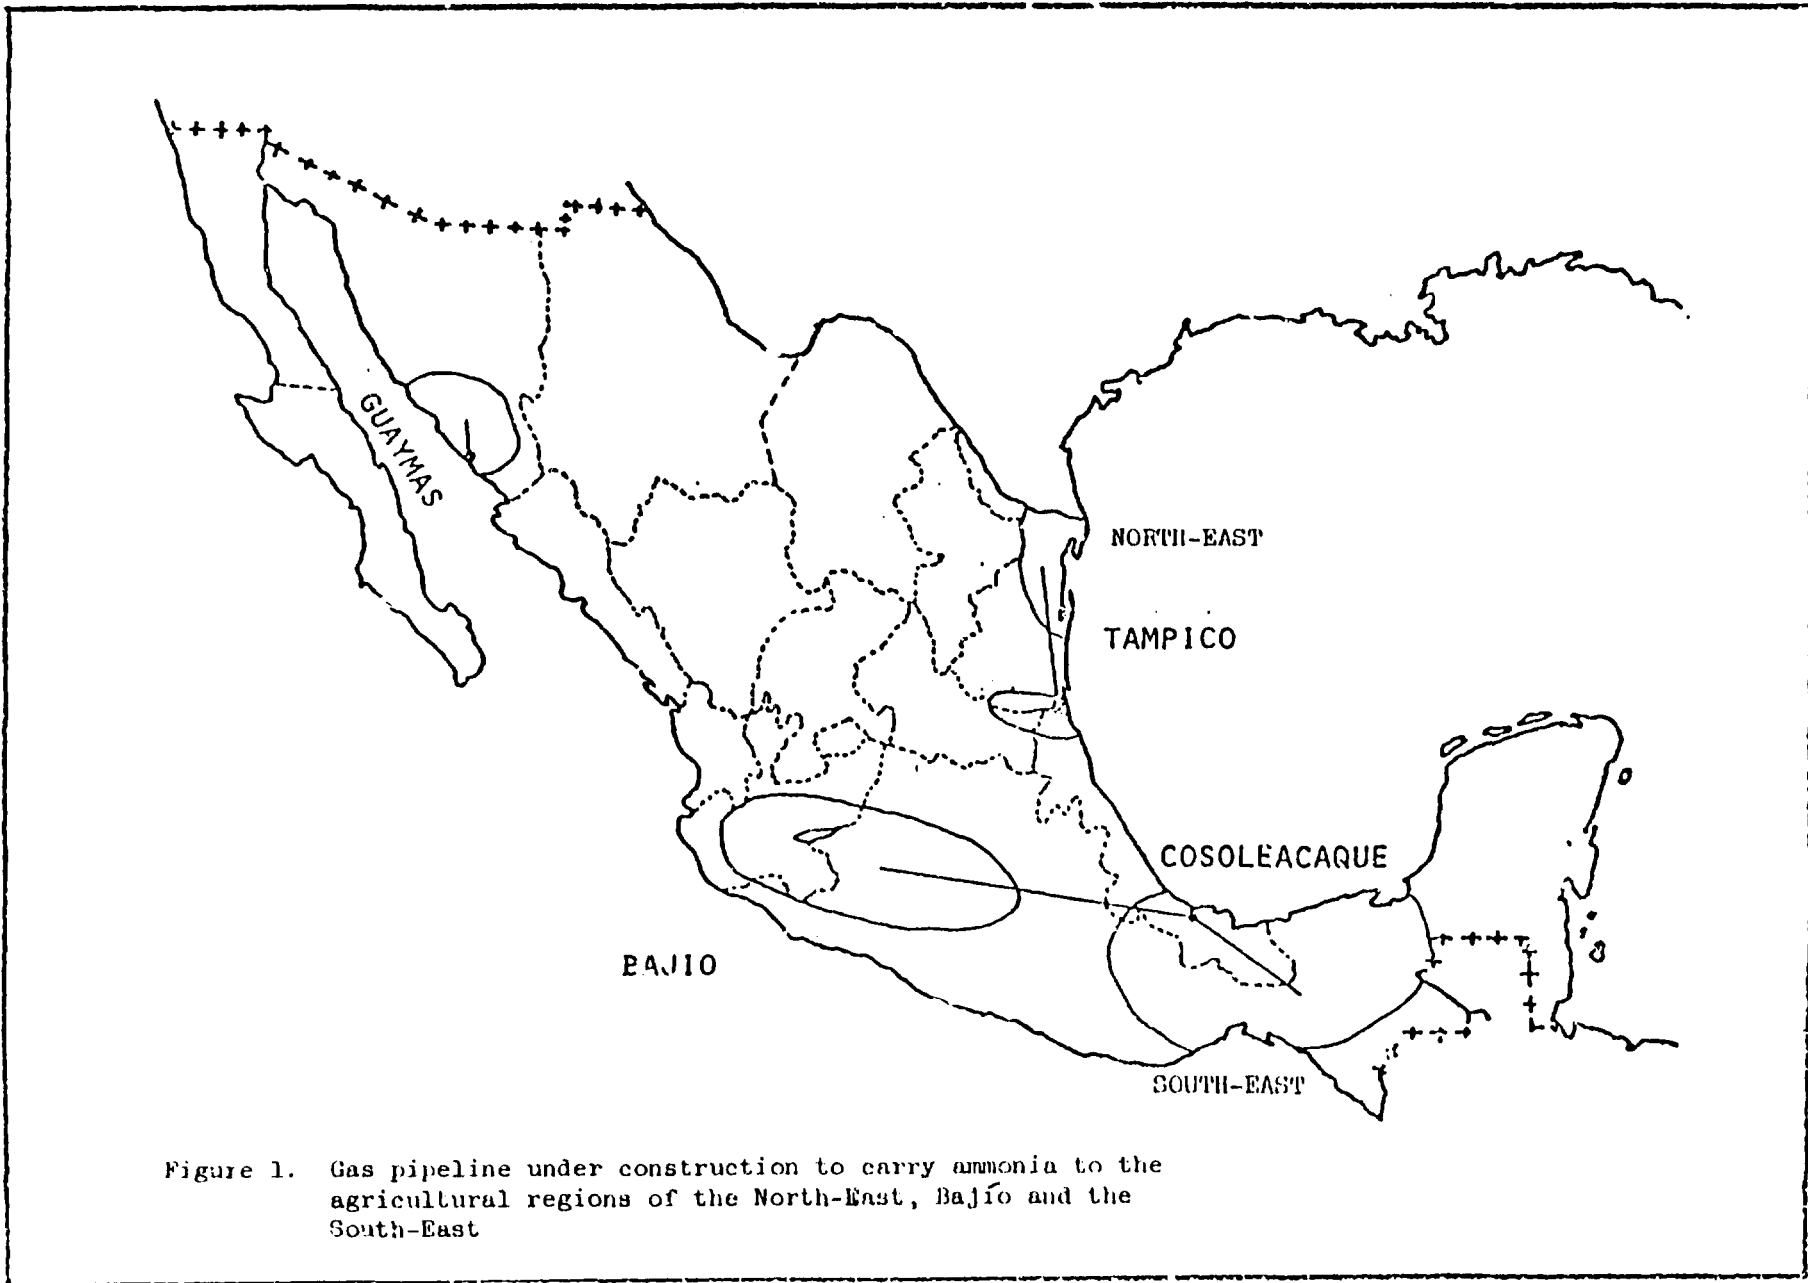 GUAYMAS
NORTH-EAST
TAMPICO
COSOLEACAQUE
BAJIO
SOUTH-EAST
Figure 1. Gas pipeline under construction to carry ammonia to the
agricultural regions of the North-East, Bajío and the
South-East